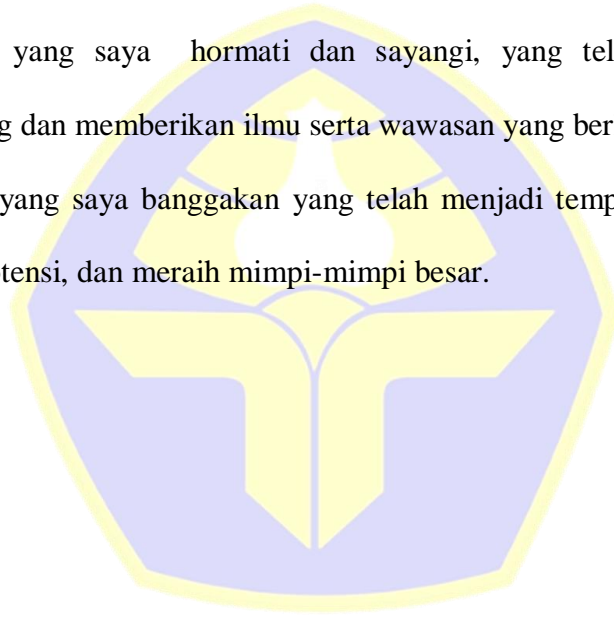 yang saya hormati dan sayangi, yang tel
g dan memberikan ilmu serta wawasan yang ber
yang saya banggakan yang telah menjadi temp
otensi, dan meraih mimpi-mimpi besar.